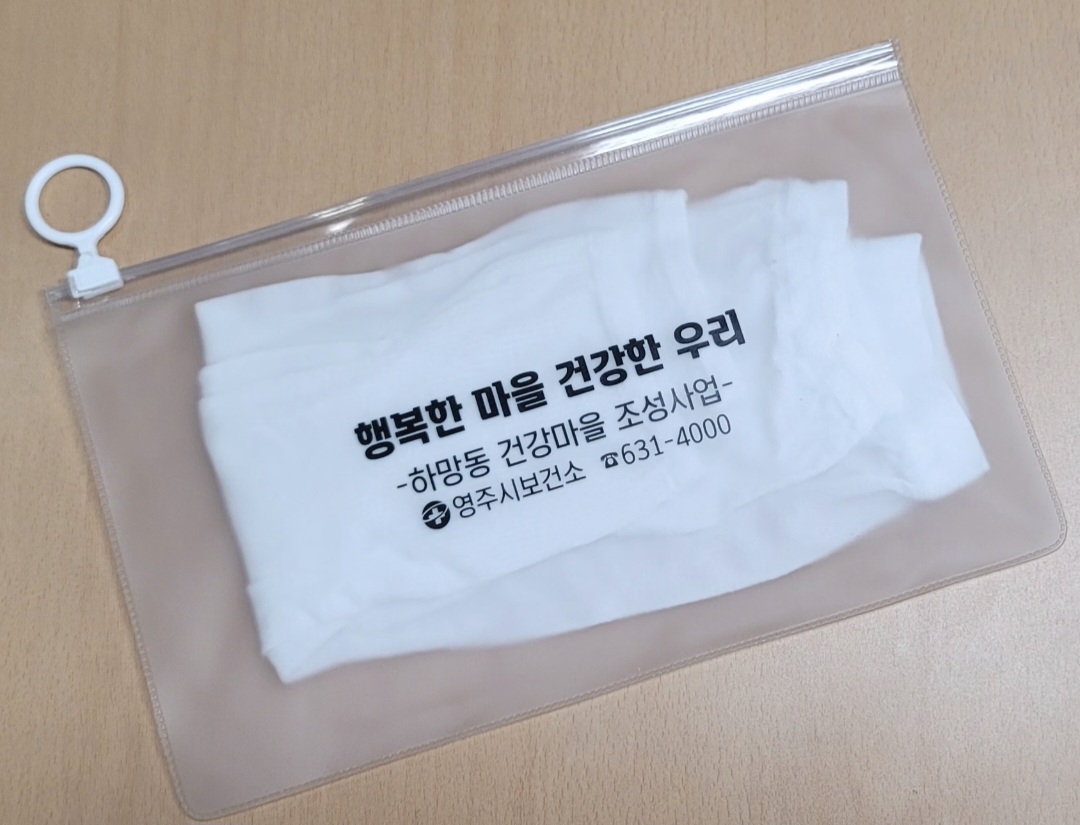 행복한 마을 건강한 우리
-하망동 건강마을 조성사업-
영주시보건소 ☎631-4000